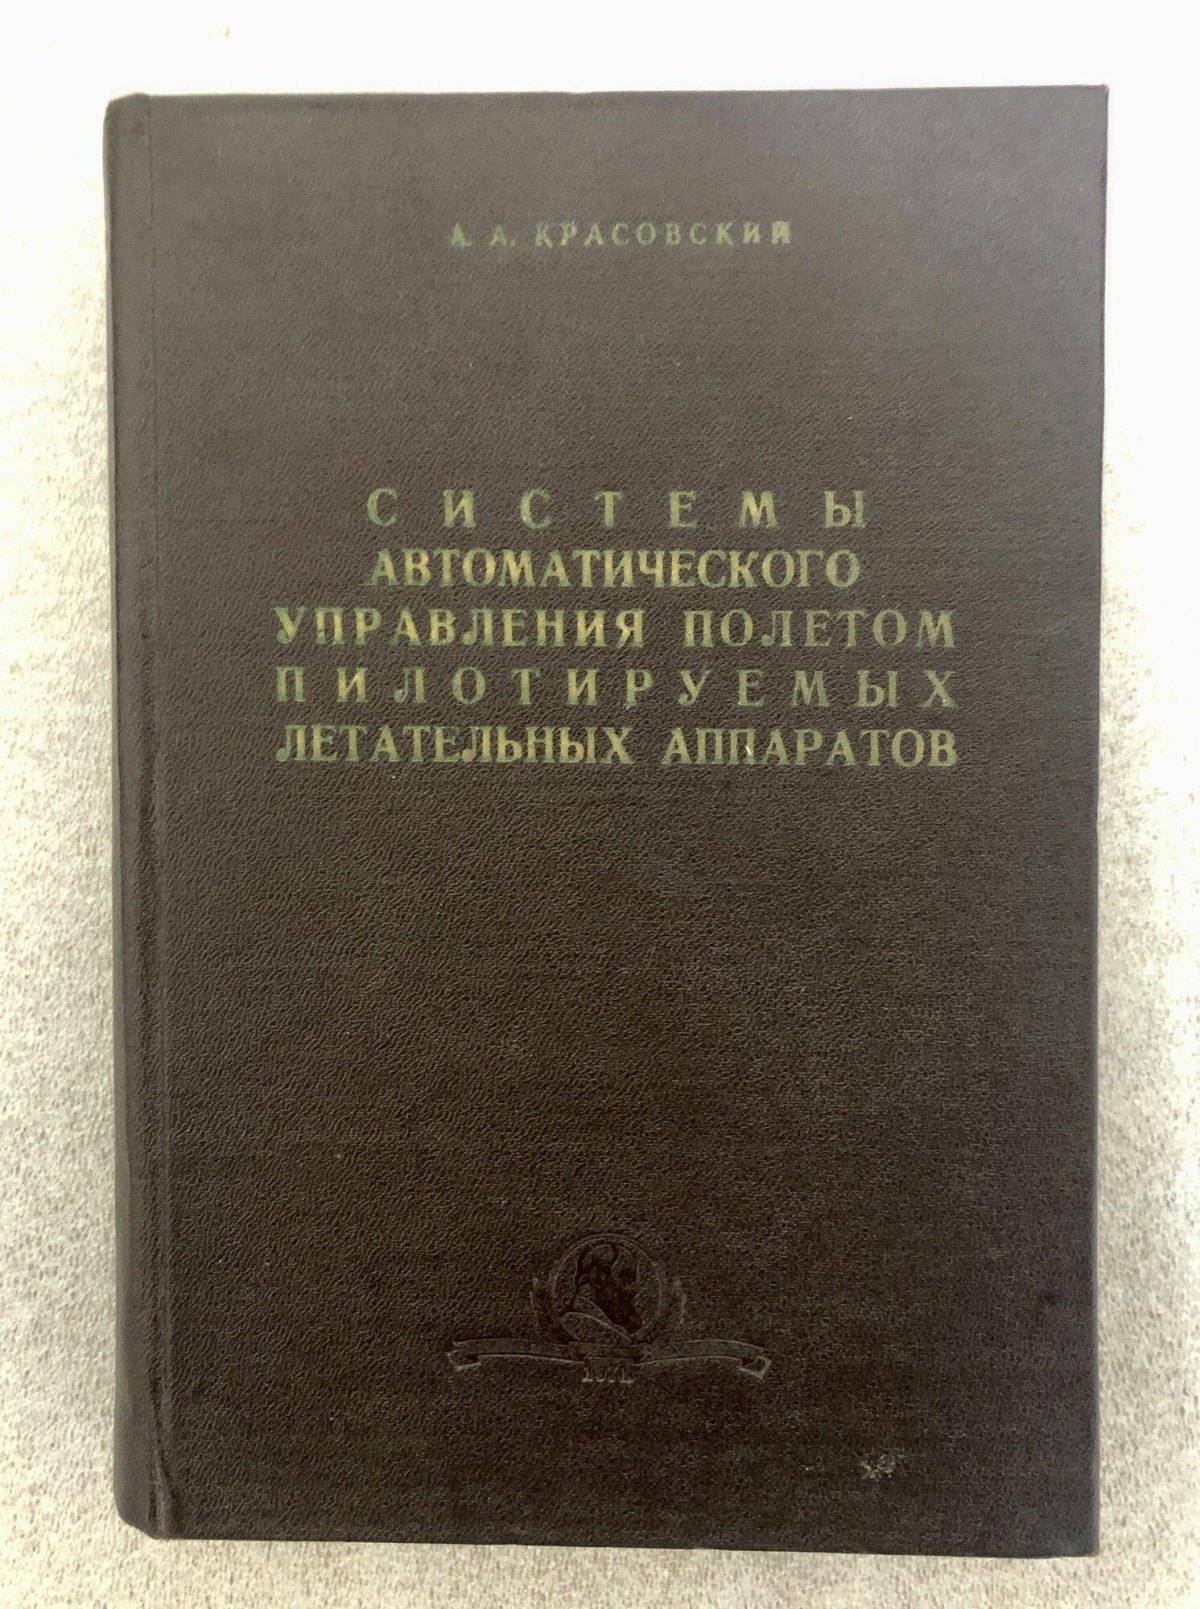 А. А. КРАСОВСКИЙ
СИСТЕМЫ
АВТОМАТИЧЕСКОГО
УПРАВЛЕНИЯ ПОЛЕТОМ
ПИЛОТИРУЕМЫХ
ЛЕТАТЕЛЬНЫХ АППАРАТОВ